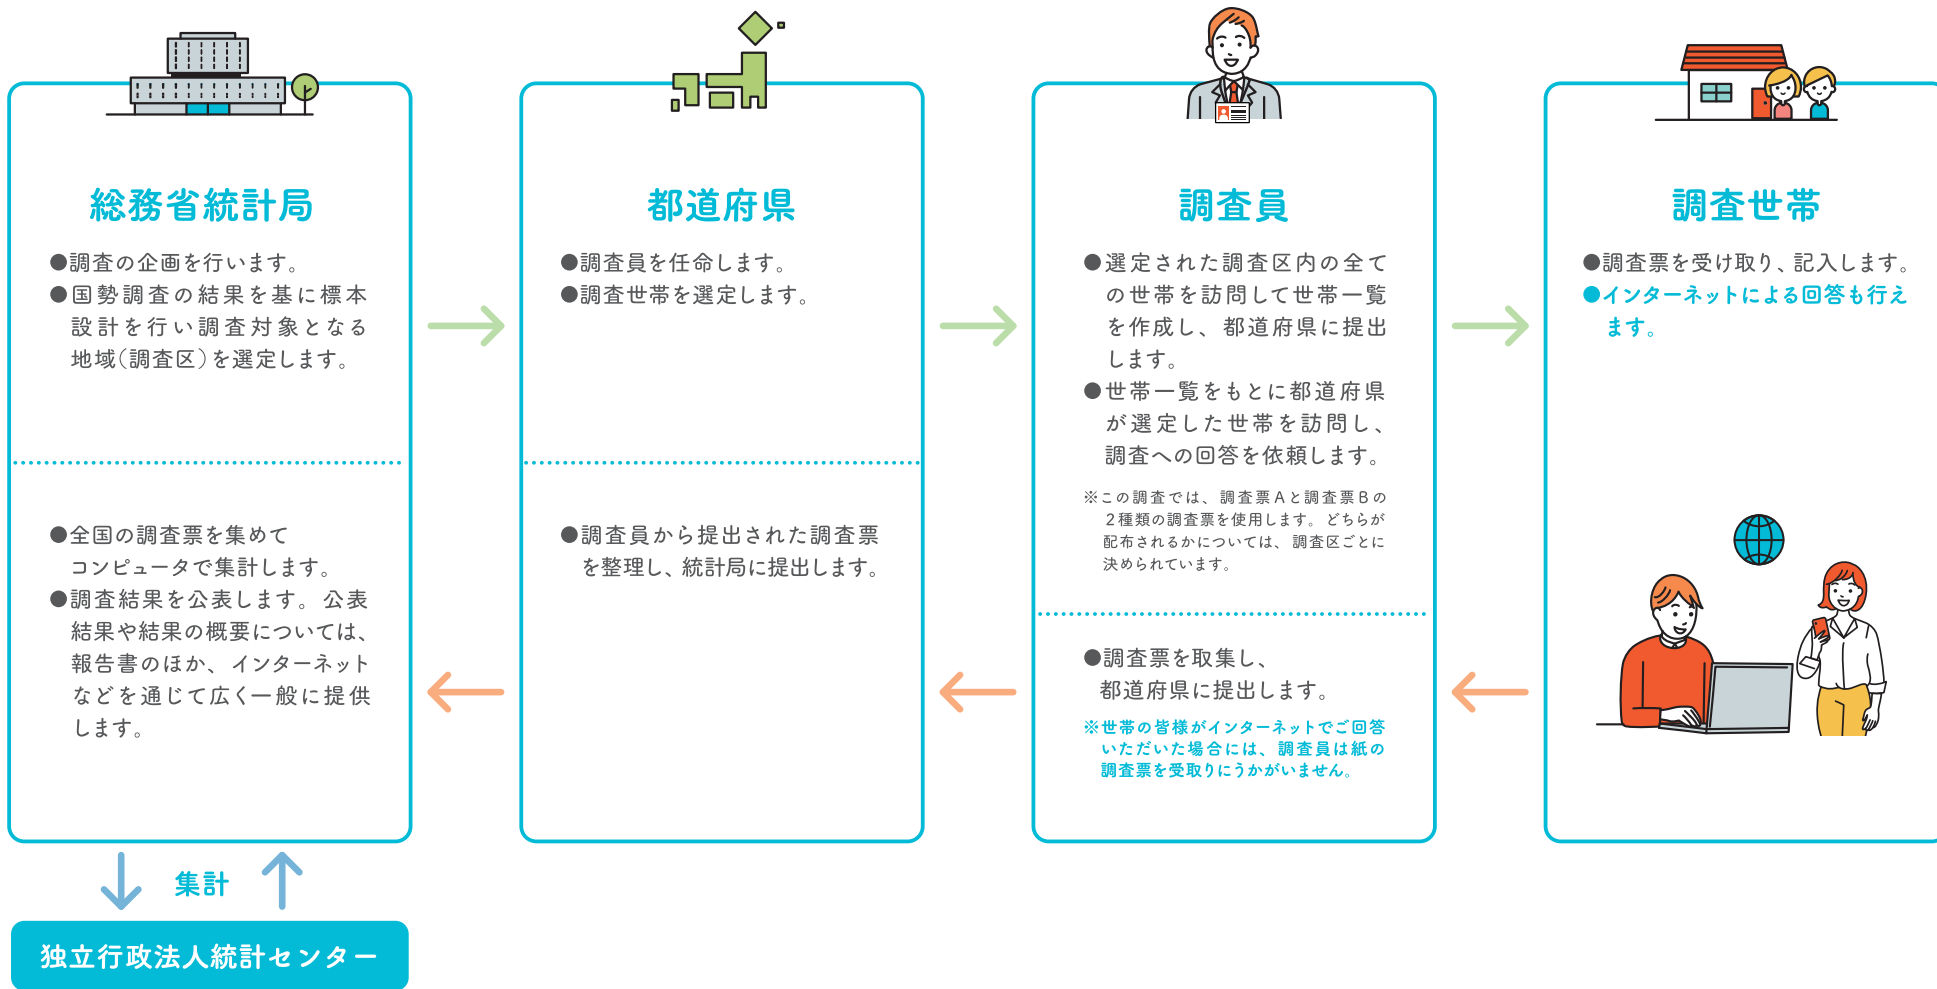 総務省統計局
●調査の企画を行います。
●国勢調査の結果を基に標本
設計を行い調査対象となる
地域(調査区)を選定します。
●全国の調査票を集めて
コンピュータで集計します。
●調査結果を公表します。公表
結果や結果の概要については、
報告書のほか、インターネット
などを通じて広く一般に提供
します。
都道府県
●調査員を任命します。
●調査世帯を選定します。
●調査員から提出された調査票
を整理し、統計局に提出します。
調査員
●選定された調査区内の全て
の世帯を訪問して世帯一覧
を作成し、都道府県に提出
します。
●世帯一覧をもとに都道府県
が選定した世帯を訪問し、
調査への回答を依頼します。
※この調査では、調査票Aと調査票Bの
2種類の調査票を使用します。どちらが
配布されるかについては、調査区ごとに
決められています。
●調査票を取集し、
都道府県に提出します。
※世帯の皆様がインターネットでご回答
いただいた場合には、調査員は紙の
調査票を受取りにうかがいません。
調査世帯
●調査票を受け取り、記入します。
●インターネットによる回答も行え
ます。
集計
独立行政法人統計センター